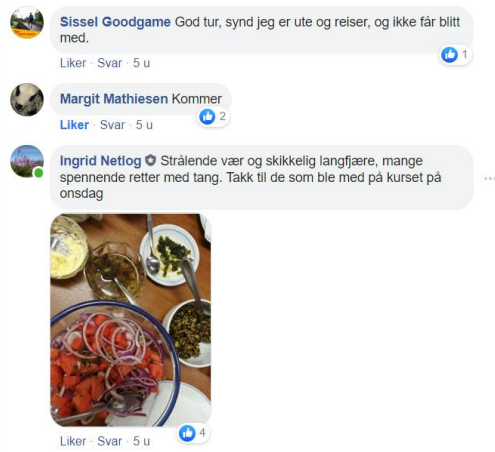 Sissel Goodgame God tur, synd jeg er ute og reiser, og ikke får blitt
med.
1
Liker · Svar · 5 u
Margit Mathiesen Kommer
2
Liker · Svar · 5 u
Ingrid Netlog Strålende vær og skikkelig langfjære, mange
spennende retter med tang. Takk til de som ble med på kurset på
onsdag
4
Liker · Svar · 5 u